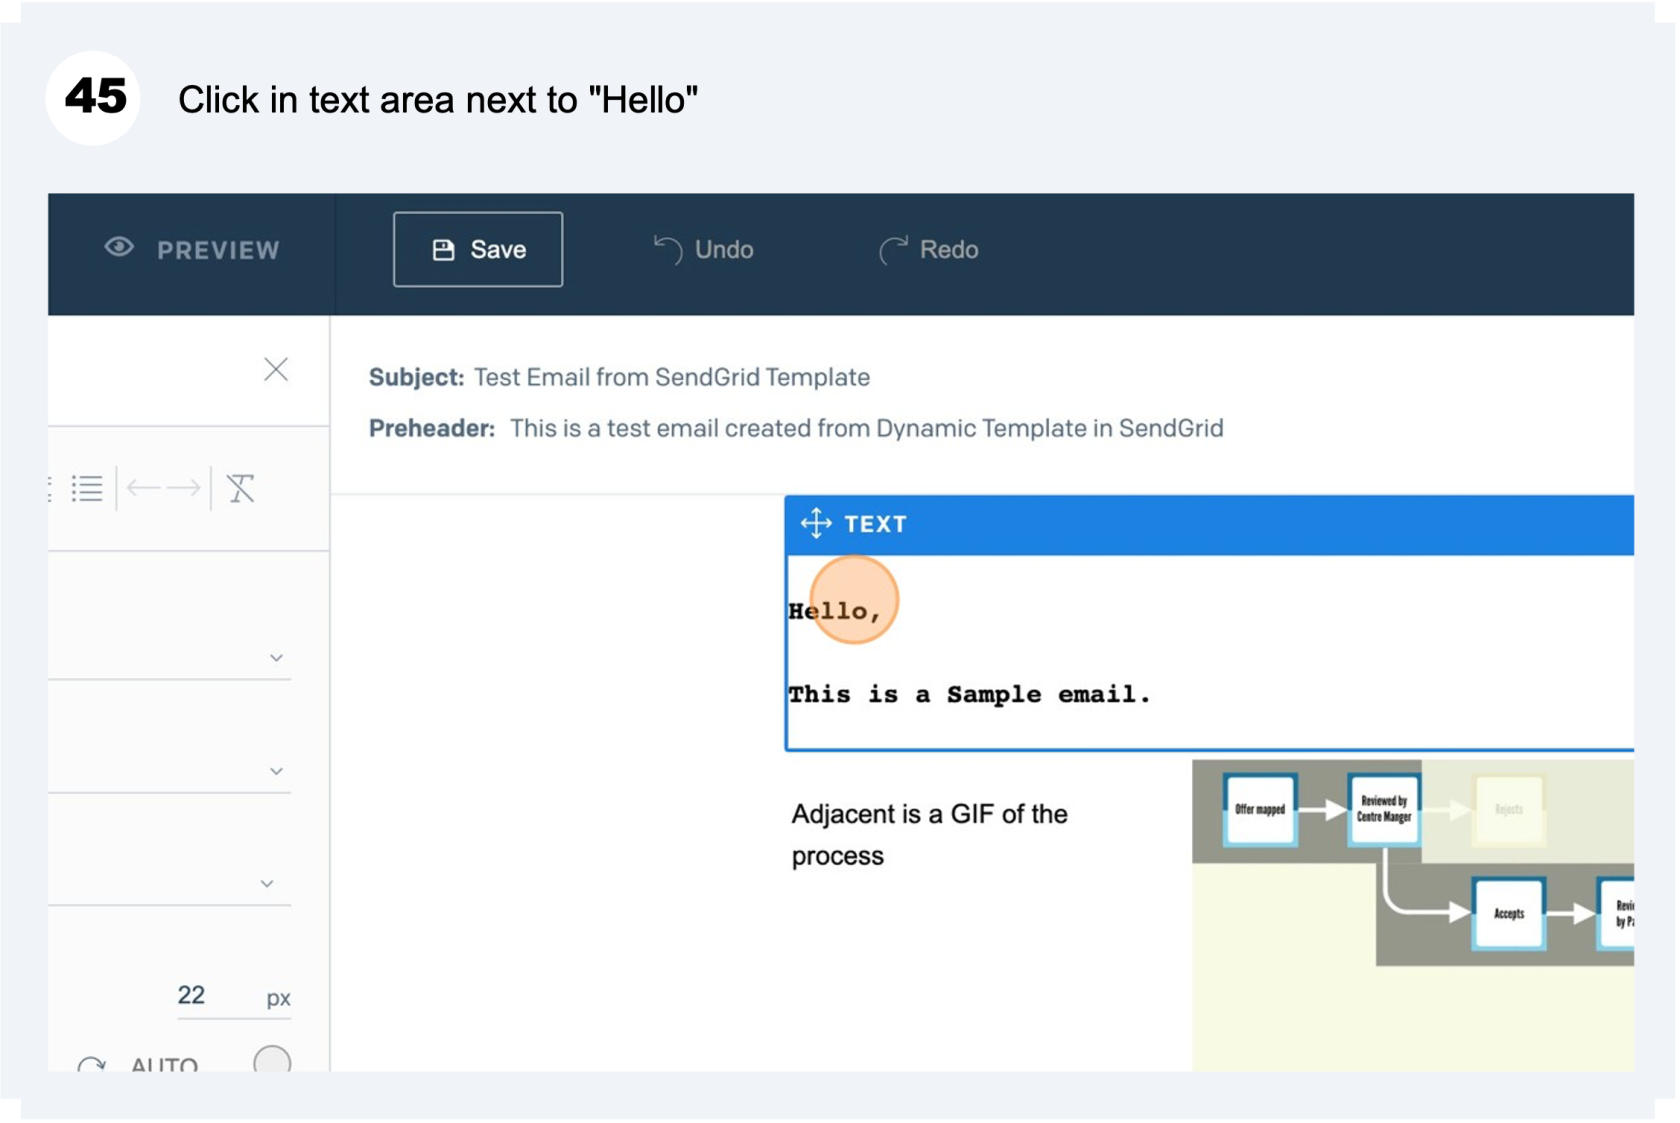 45 Click in text area next to "Hello"
PREVIEW Save Undo Redo
Subject: Test Email from SendGrid Template
Preheader: This is a test email created from Dynamic Template in SendGrid
TEXT
Hello,
This is a Sample email.
Adjacent is a GIF of the
process
Offer mapped
Reviewed by
Centre Manger
Rejects
Accepts
22 px
AUTO